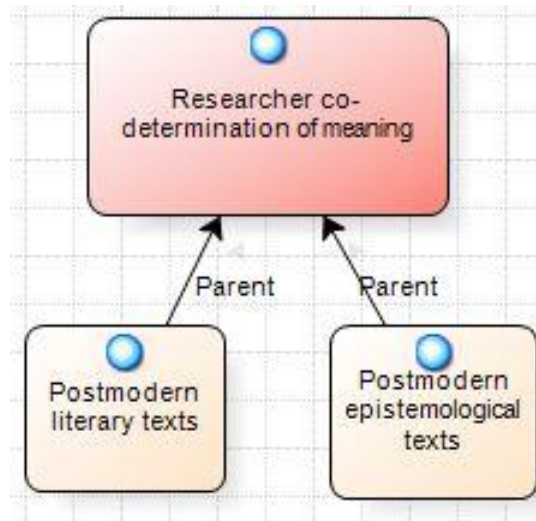 Researcher co-
determination of meaning
Parent
Parent
Postmodern
literary texts
Postmodern
epistemological
texts